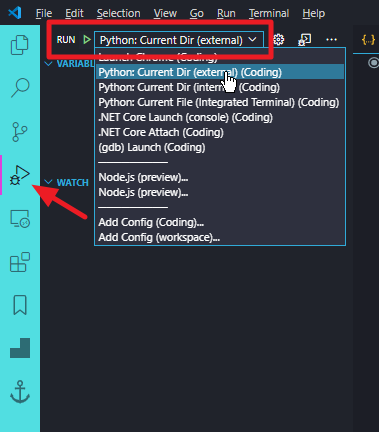 File Edit Selection View Go Run Terminal Help
RUN Python: Current Dir (external)
VARIABL
Launch Chrome (Coding)
Python: Current Dir (external) (Coding)
Python: Current Dir (internal) (Coding)
Python: Current File (Integrated Terminal) (Coding)
.NET Core Launch (console) (Coding)
.NET Core Attach (Coding)
(gdb) Launch (Coding)
Node.js (preview)...
WATCH
Node.js (preview)...
Add Config (Coding)...
Add Config (workspace)...